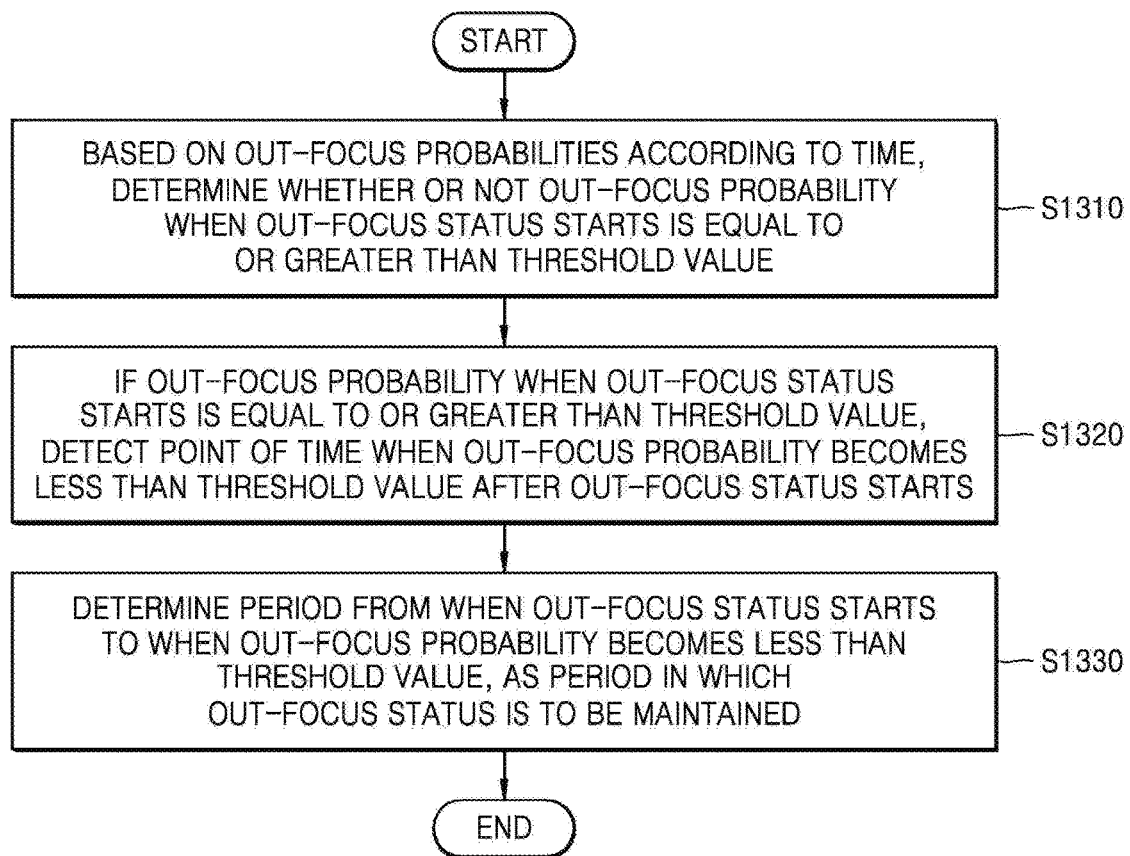 START
BASED ON OUT-FOCUS PROBABILITIES ACCORDING TO TIME,
DETERMINE WHETHER OR NOT OUT-FOCUS PROBABILITY
WHEN OUT-FOCUS STATUS STARTS IS EQUAL TO
OR GREATER THAN THRESHOLD VALUE
S1310
IF OUT-FOCUS PROBABILITY WHEN OUT-FOCUS STATUS
STARTS IS EQUAL TO OR GREATER THAN THRESHOLD VALUE,
DETECT POINT OF TIME WHEN OUT-FOCUS PROBABILITY BECOMES
LESS THAN THRESHOLD VALUE AFTER OUT-FOCUS STATUS STARTS
S1320
DETERMINE PERIOD FROM WHEN OUT-FOCUS STATUS STARTS
TO WHEN OUT-FOCUS PROBABILITY BECOMES LESS THAN
THRESHOLD VALUE, AS PERIOD IN WHICH
OUT-FOCUS STATUS IS TO BE MAINTAINED
S1330
END